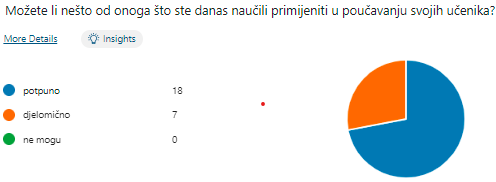 Možete li nešto od onoga što ste danas naučili primijeniti u poučavanju svojih učenika?
More Details
Insights
potpuno 18
djelomično 7
ne mogu 0